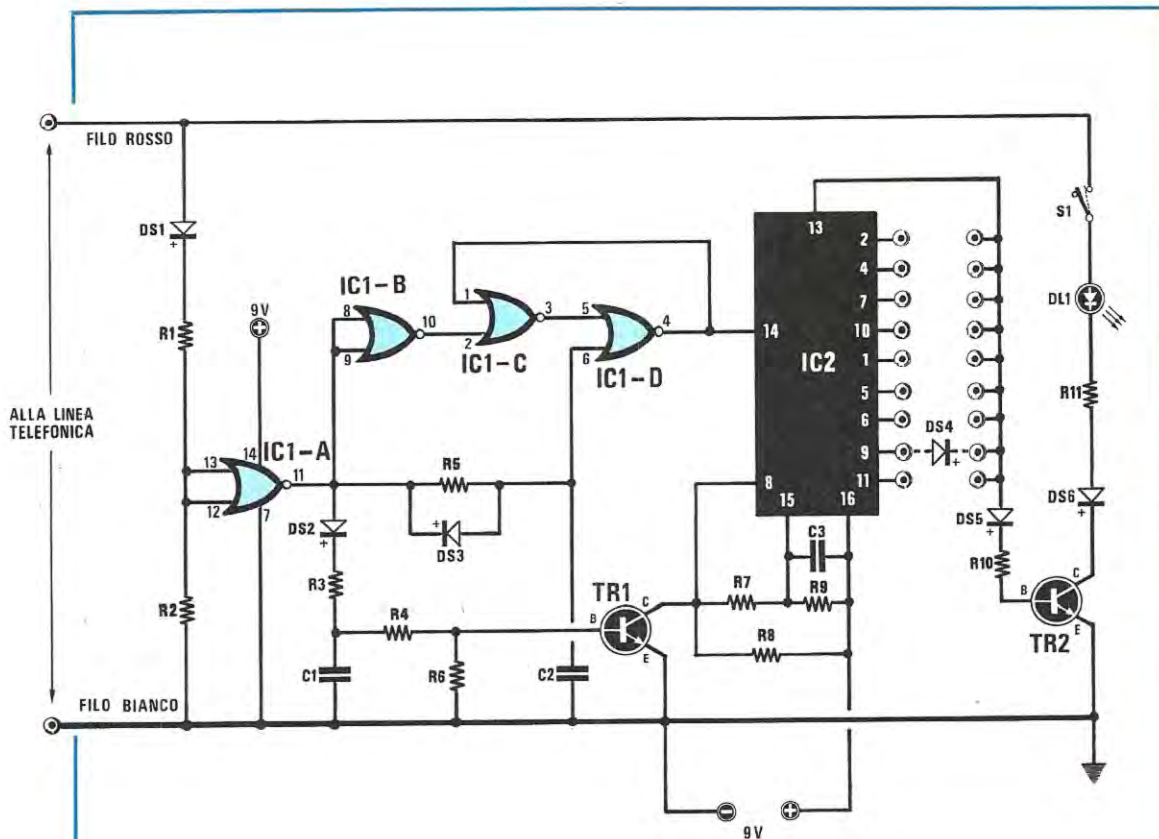 FILO ROSSO
DS1
+
R1
9V
+
ALLA LINEA
TELEFONICA
13
14
IC1-A
11
12
7
R2
FILO BIANCO
IC1-B
8
9
10
1
2
3
IC1-C
5
6
4
IC1-D
DS2
+
R3
R5
+
DS3
R4
C1
R6
C2
TR1
B
C
E
13
14
IC2
2
4
7
10
1
5
6
9
11
8
15
16
DS4
+
C3
R7
R9
R8
DS5
+
R10
S1
DL1
R11
DS6
+
B
C
E
TR2
-
+
9V